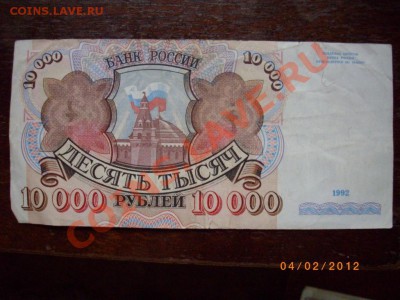 COINS.LAVE.RU
БАНК РОССИИ
10 000
10 000
ДЕСЯТЬ ТЫСЯЧ
10 000 РУБЛЕЙ 10 000
1992
COINS.LAVE.RU
04/02/2012